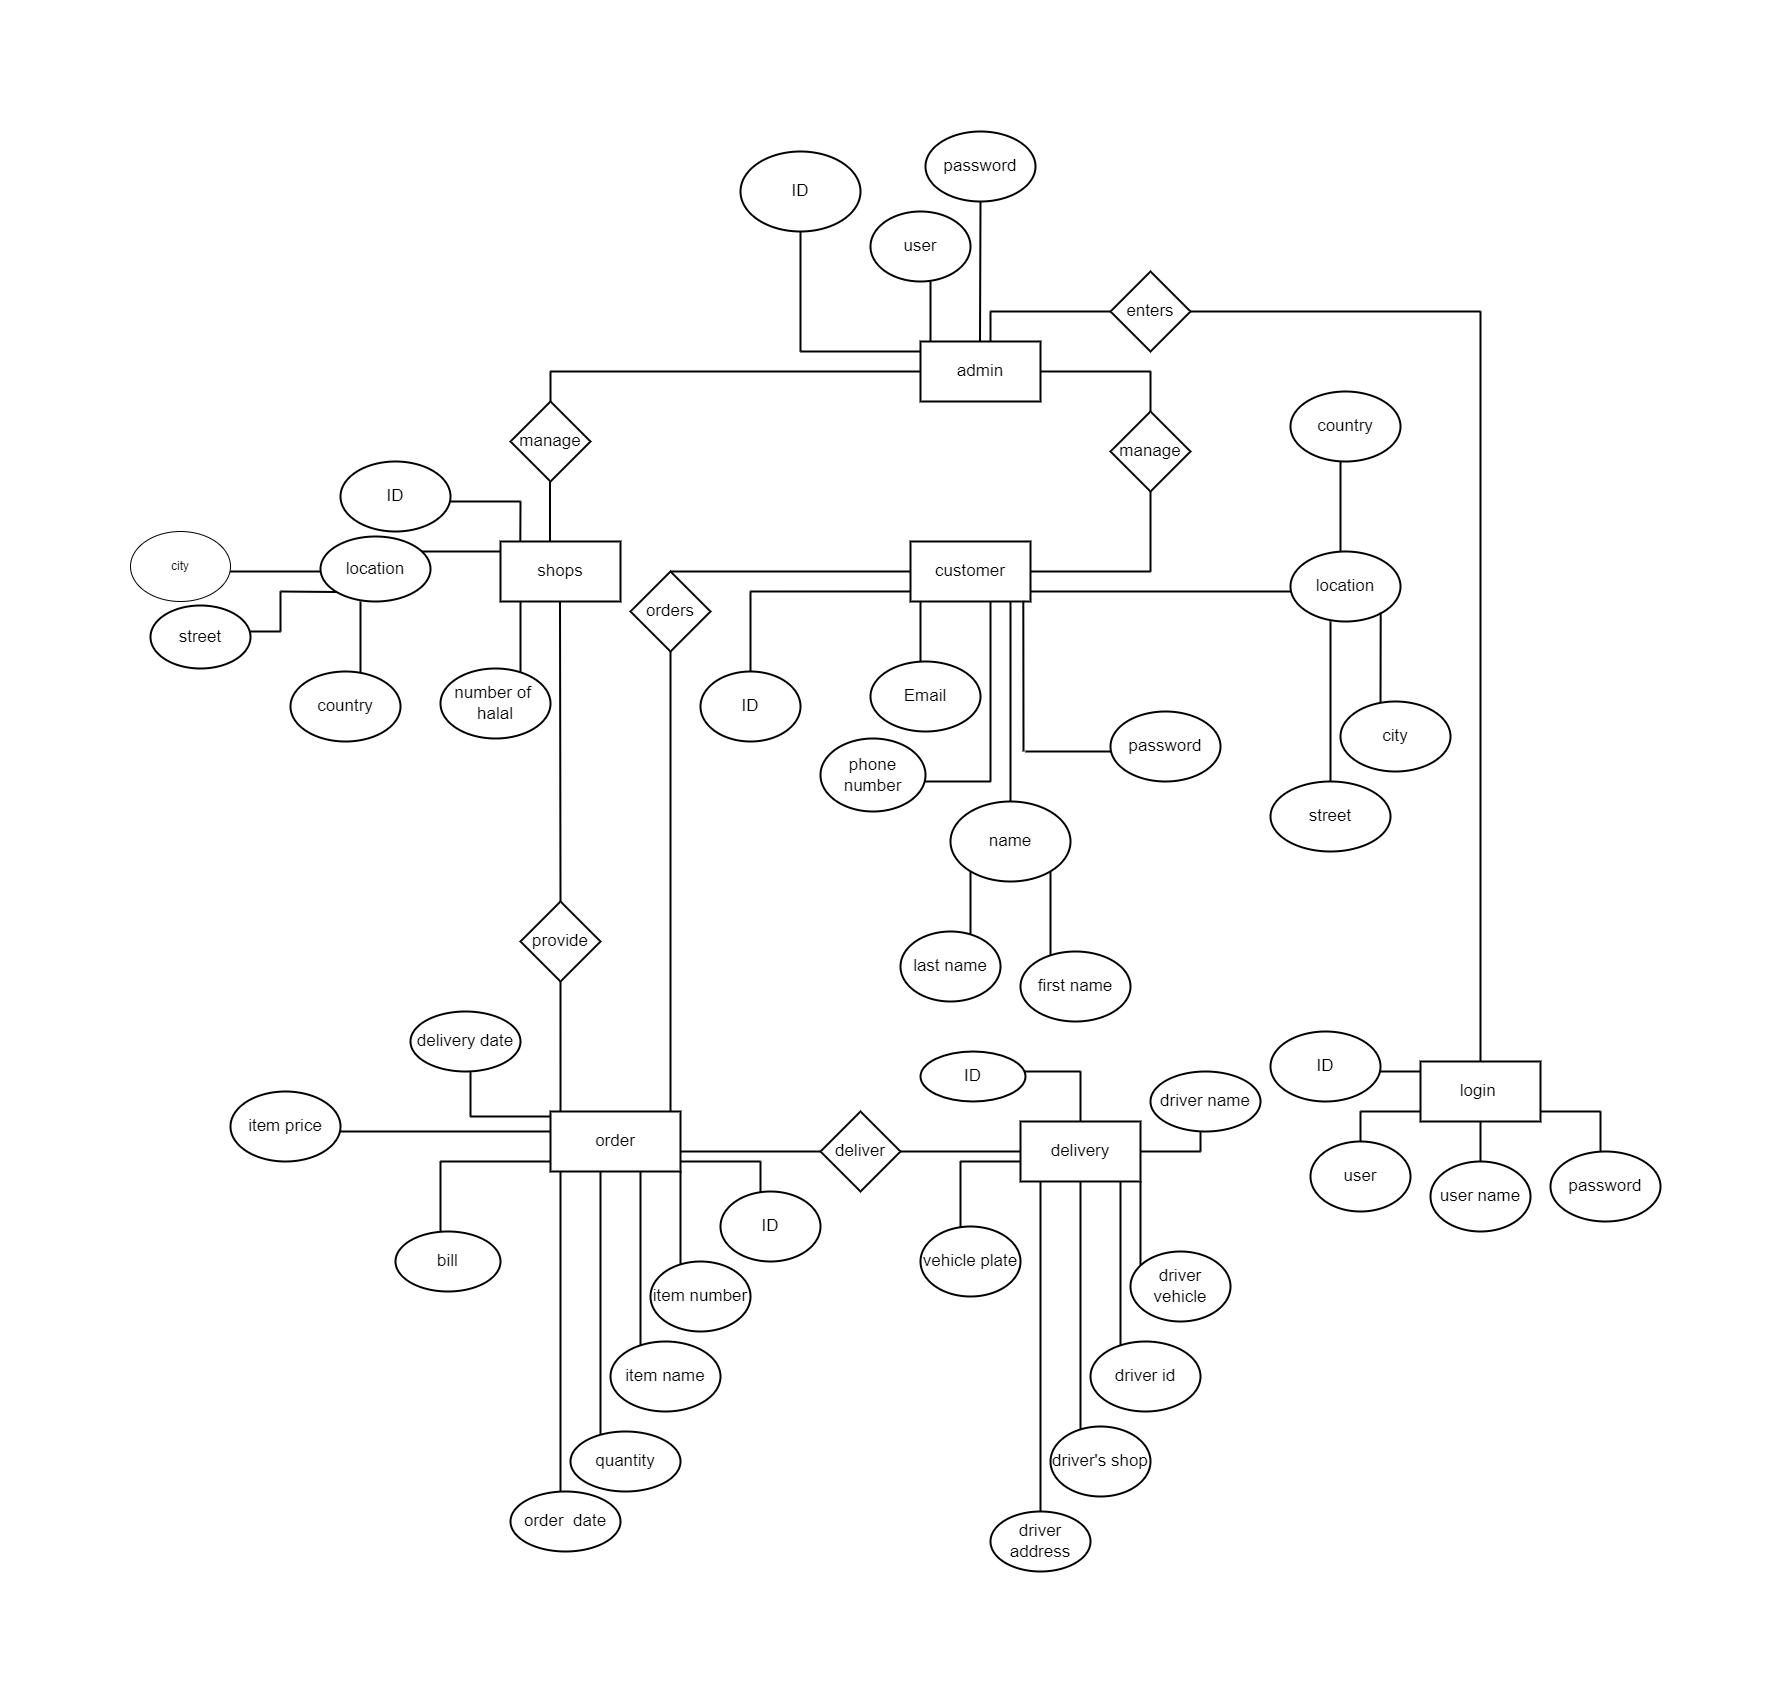 password
ID
user
enters
admin
country
manage
manage
ID
city
location
shops
customer
location
orders
street
number of
halal
Email
country
ID
city
password
phone
number
street
name
provide
last name
first name
delivery date
ID
ID
login
driver name
item price
order
deliver
delivery
user
user name
password
ID
bill
vehicle plate
driver
vehicle
item number
item name
driver id
quantity
driver's shop
order  date
driver
address